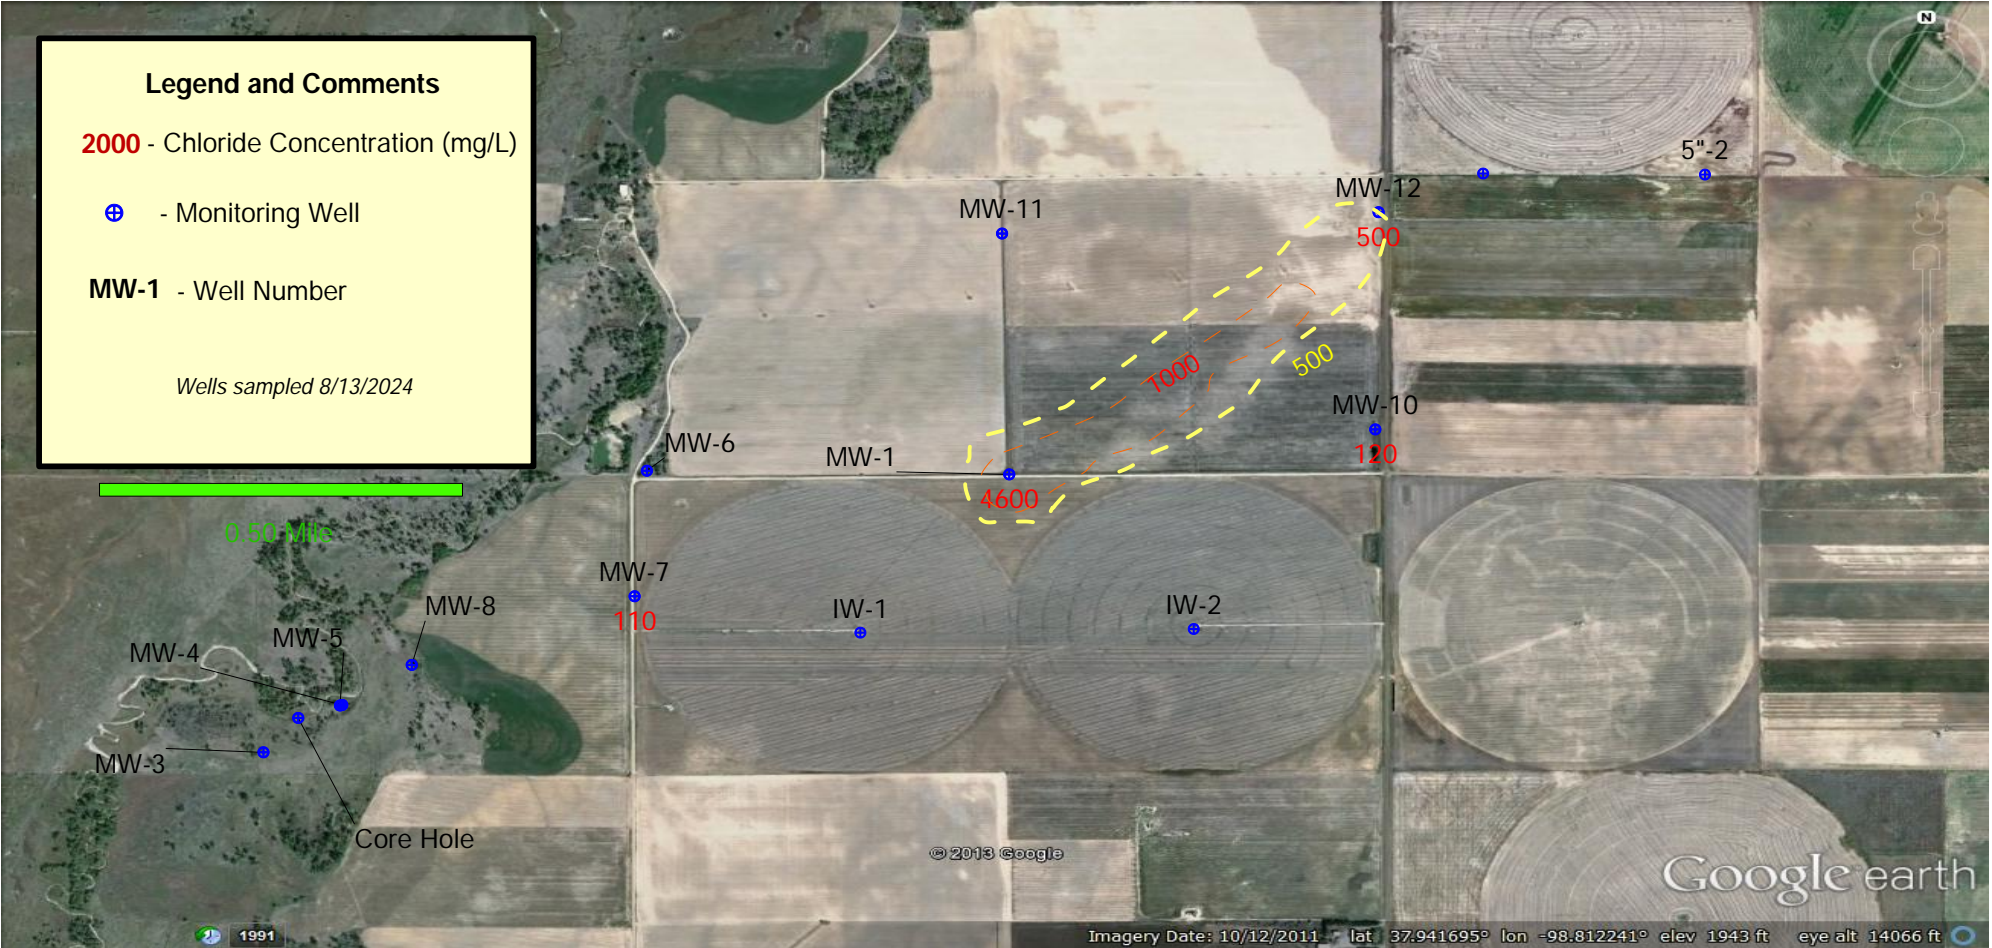 N
Legend and Comments
2000 - Chloride Concentration (mg/L)
- Monitoring Well
MW-1 - Well Number
Wells sampled 8/13/2024
0.50 Mile
5"-2
MW-12
500
MW-11
1000
500
MW-10
120
MW-6
MW-1
4600
MW-7
110
MW-8
IW-1
IW-2
MW-5
MW-4
MW-3
Core Hole
© 2013 Google
Google earth
1991
Imagery Date: 10/12/2011 lat 37.941695° lon -98.812241° elev 1943 ft eye alt 14066 ft